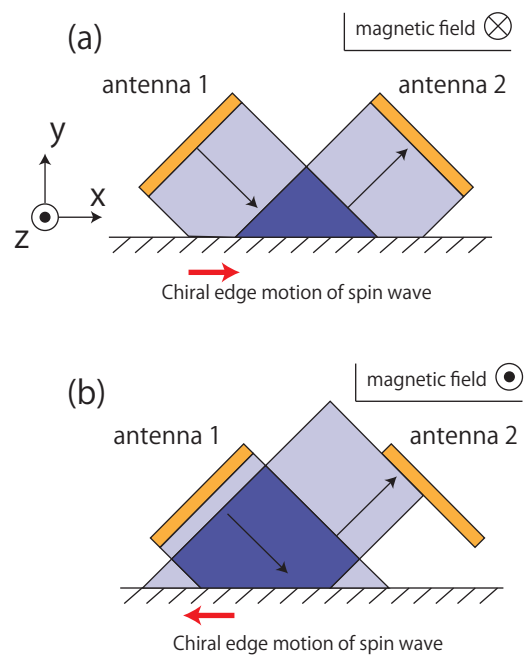 (a)
magnetic field
antenna 1
antenna 2
y
x
z
Chiral edge motion of spin wave
(b)
magnetic field
antenna 1
antenna 2
Chiral edge motion of spin wave